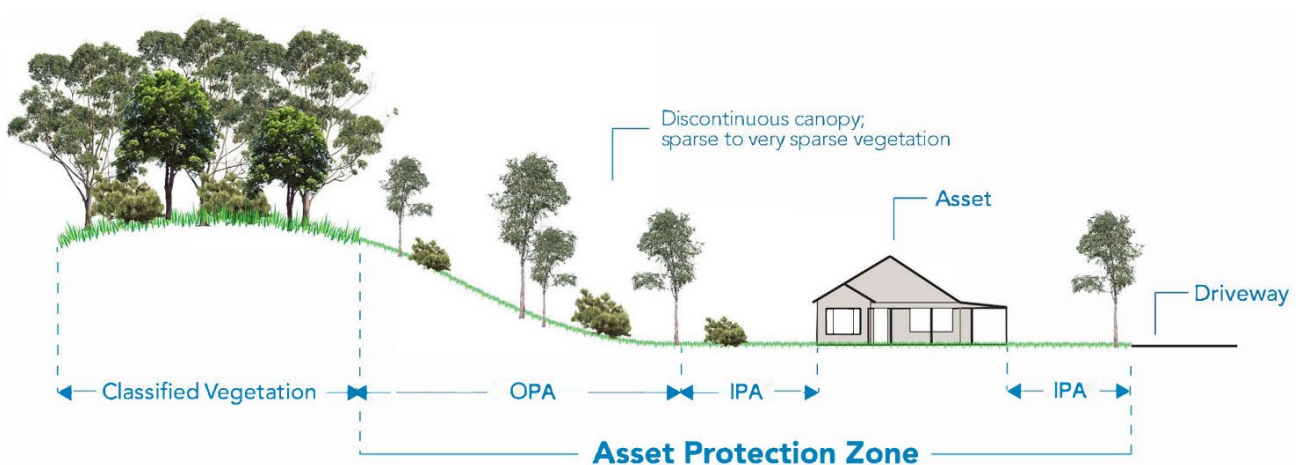 Discontinuous canopy;
sparse to very sparse vegetation
Asset
Driveway
Classified Vegetation
OPA
IPA
IPA
Asset Protection Zone